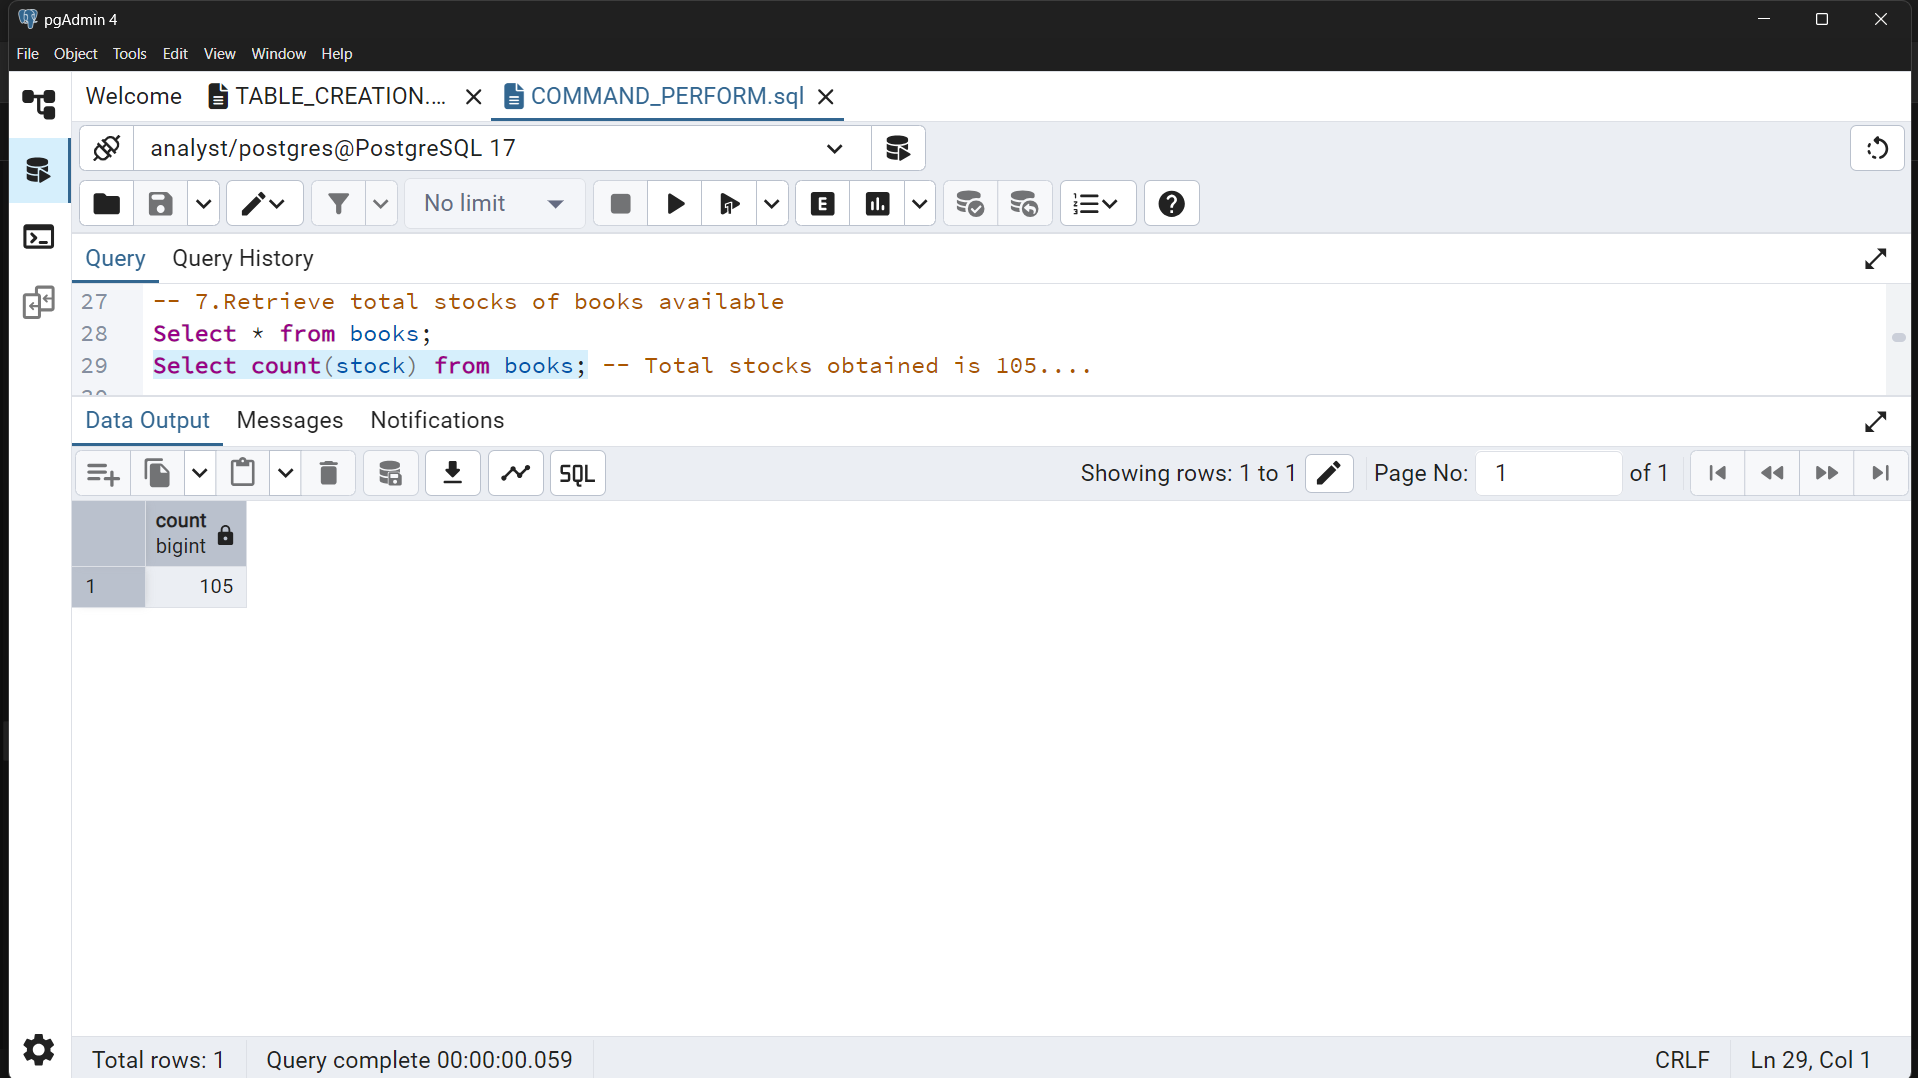 pgAdmin 4
File Object Tools Edit View Window Help
Welcome TABLE_CREATION.... COMMAND_PERFORM.sql
analyst/postgres@PostgreSQL 17
No limit E
Query Query History
27 -- 7.Retrieve total stocks of books available
28 Select * from books;
29 Select count(stock) from books; -- Total stocks obtained is 105....
Data Output Messages Notifications
SQL Showing rows: 1 to 1 Page No: 1 of 1
count
bigint
1 105
Total rows: 1 Query complete 00:00:00.059 CRLF Ln 29, Col 1